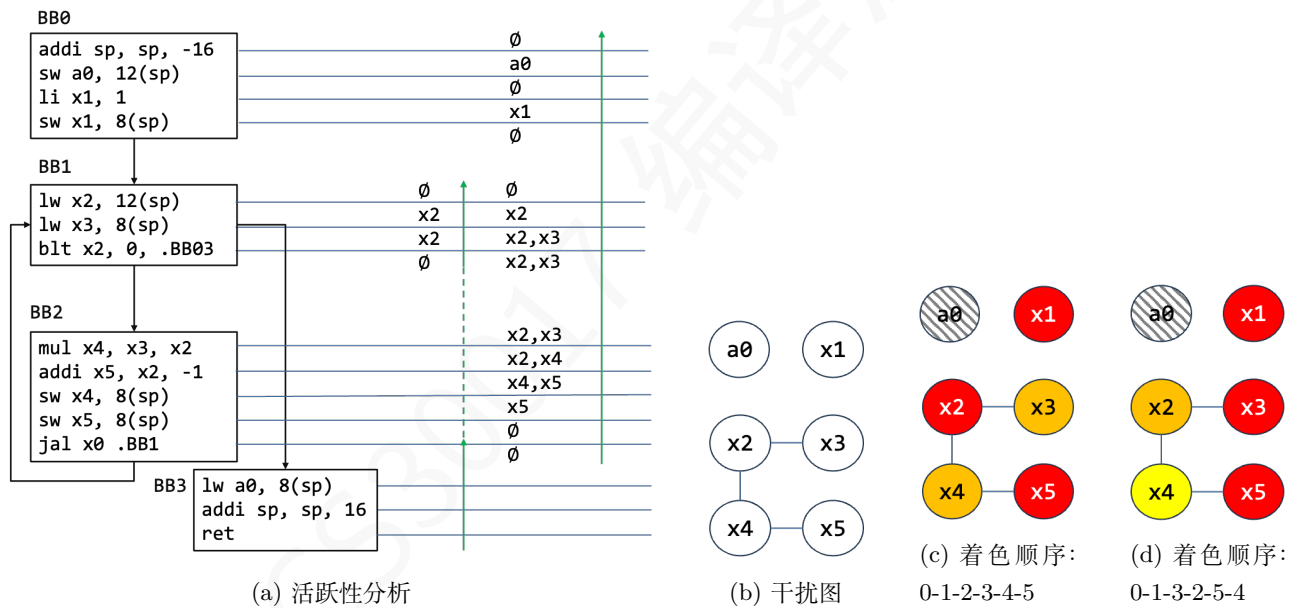 BB0
addi sp, sp, -16
sw a0, 12(sp)
li x1, 1
sw x1, 8(sp)
∅
a0
∅
x1
∅
BB1
lw x2, 12(sp)
lw x3, 8(sp)
blt x2, 0, .BB03
∅ ∅
x2 x2
x2 x2,x3
∅ x2,x3
BB2
mul x4, x3, x2
addi x5, x2, -1
sw x4, 8(sp)
sw x5, 8(sp)
jal x0 .BB1
x2,x3
x2,x4
x4,x5
x5
∅
∅
BB3
lw a0, 8(sp)
addi sp, sp, 16
ret
(a) 活跃性分析
a0 x1
x2 x3
x4 x5
(b) 干扰图
a0 x1
x2 x3
x4 x5
(c) 着色顺序:
0-1-2-3-4-5
a0 x1
x2 x3
x4 x5
(d) 着色顺序:
0-1-3-2-5-4
CS30017 编译